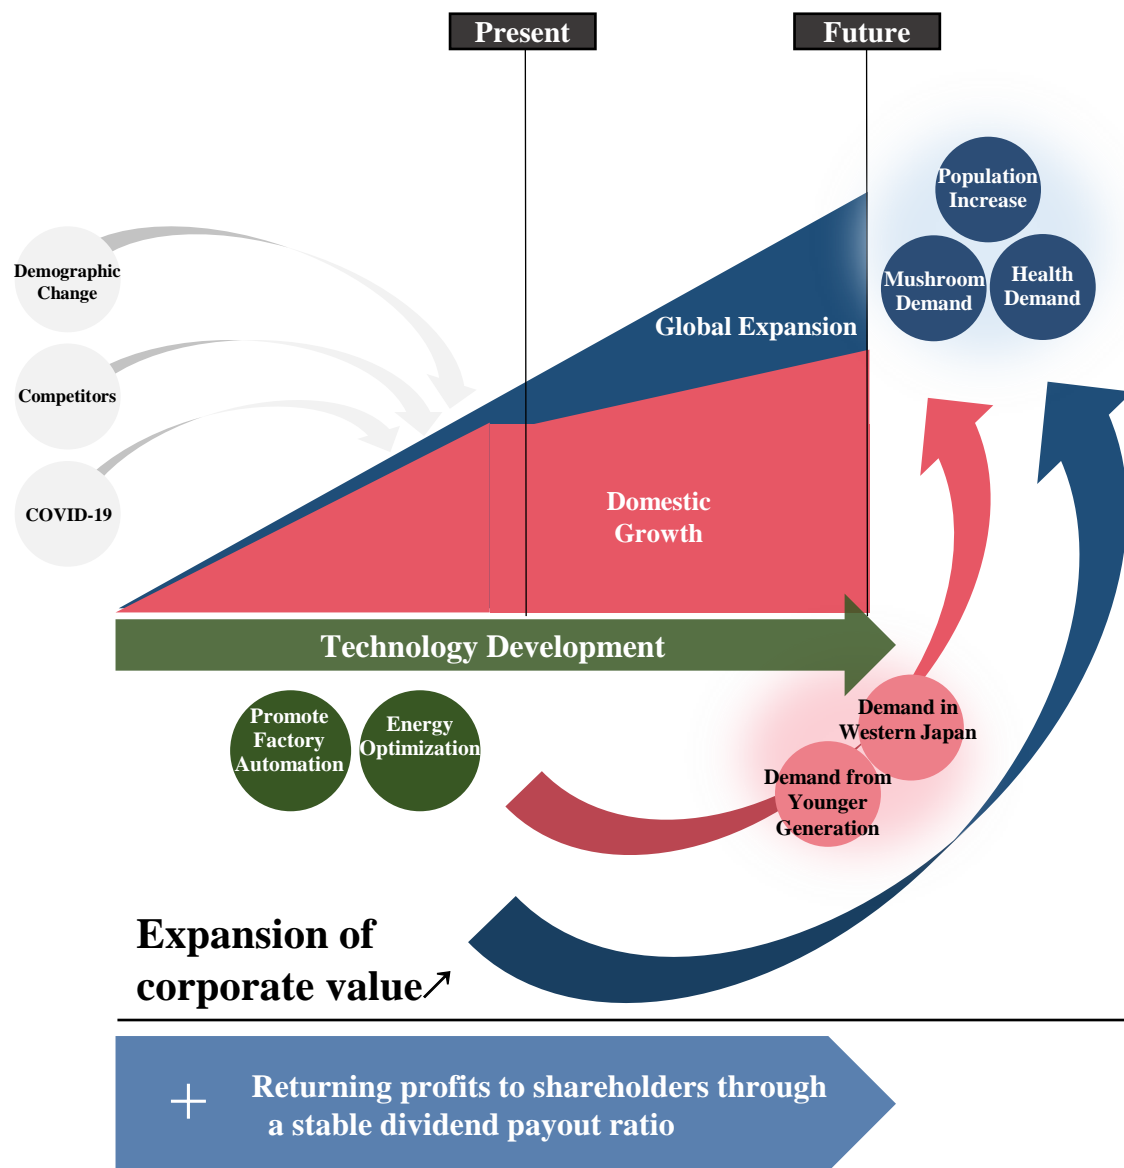 Present
Future
Population
Increase
Mushroom
Demand
Health
Demand
Demographic
Change
Competitors
COVID-19
Global Expansion
Domestic
Growth
Technology Development
Promote
Factory
Automation
Energy
Optimization
Demand in
Western Japan
Demand from
Younger
Generation
Expansion of
corporate value↗
+
Returning profits to shareholders through
a stable dividend payout ratio